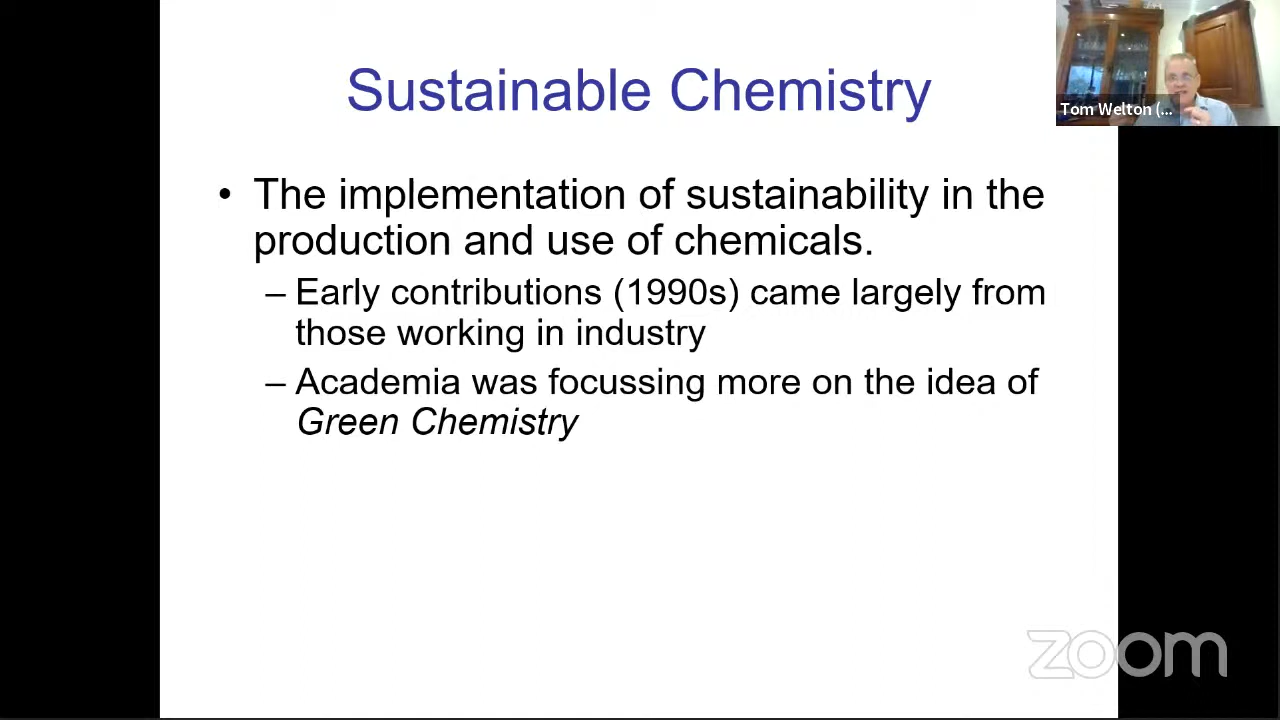 Sustainable Chemistry
Tom Welton (...
• The implementation of sustainability in the
production and use of chemicals.
– Early contributions (1990s) came largely from
those working in industry
– Academia was focussing more on the idea of
Green Chemistry
zoom